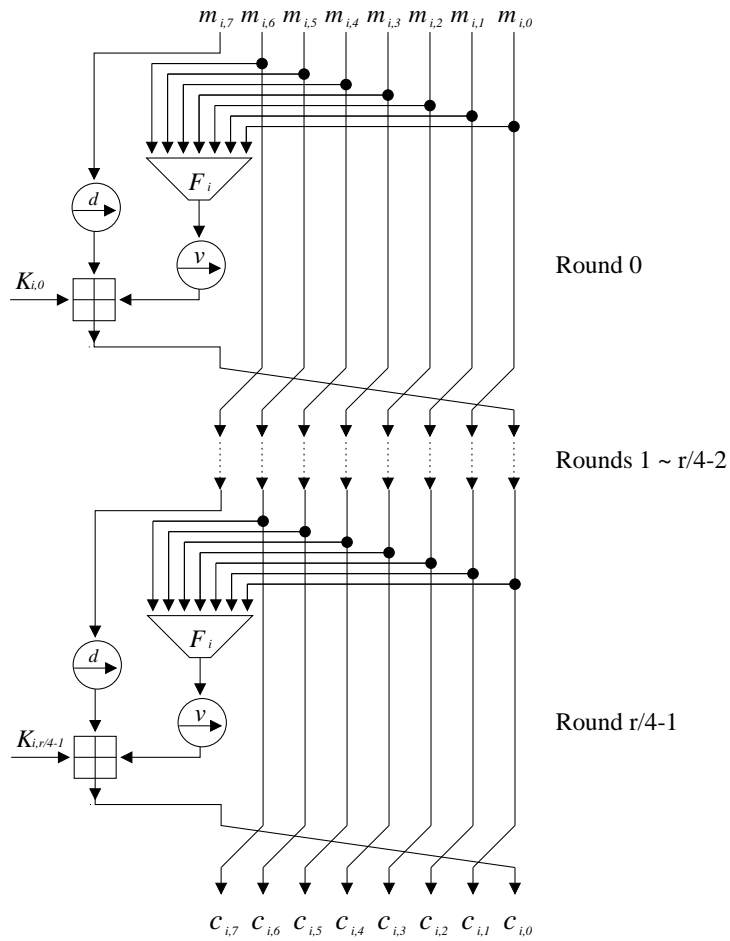 m i,7 m i,6 m i,5 m i,4 m i,3 m i,2 m i,1 m i,0
F i
d
v
K i,0
Round 0
Rounds 1 ~ r/4-2
F i
d
v
K i,r/4-1
Round r/4-1
c i,7 c i,6 c i,5 c i,4 c i,3 c i,2 c i,1 c i,0